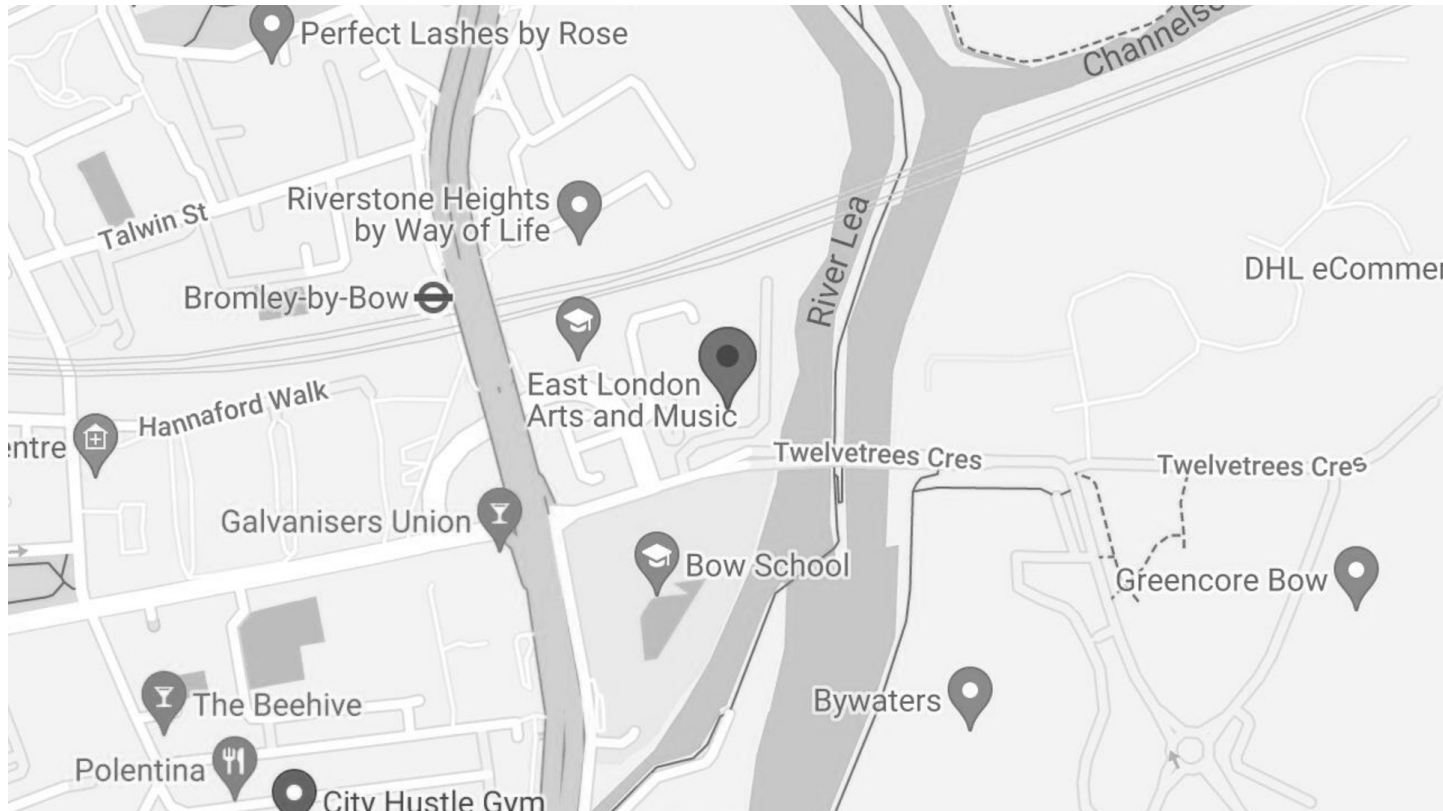 Perfect Lashes by Rose
Channelse
Riverstone Heights
by Way of Life
Talwin St
River Lea
DHL eCommer
Bromley-by-Bow
East London
Arts and Music
Hannaford Walk
entre
Twelvetrees Cres
Twelvetrees Cres
Galvanisers Union
Bow School
Greencore Bow
Bywaters
The Beehive
Polentina
City Hustle Gym